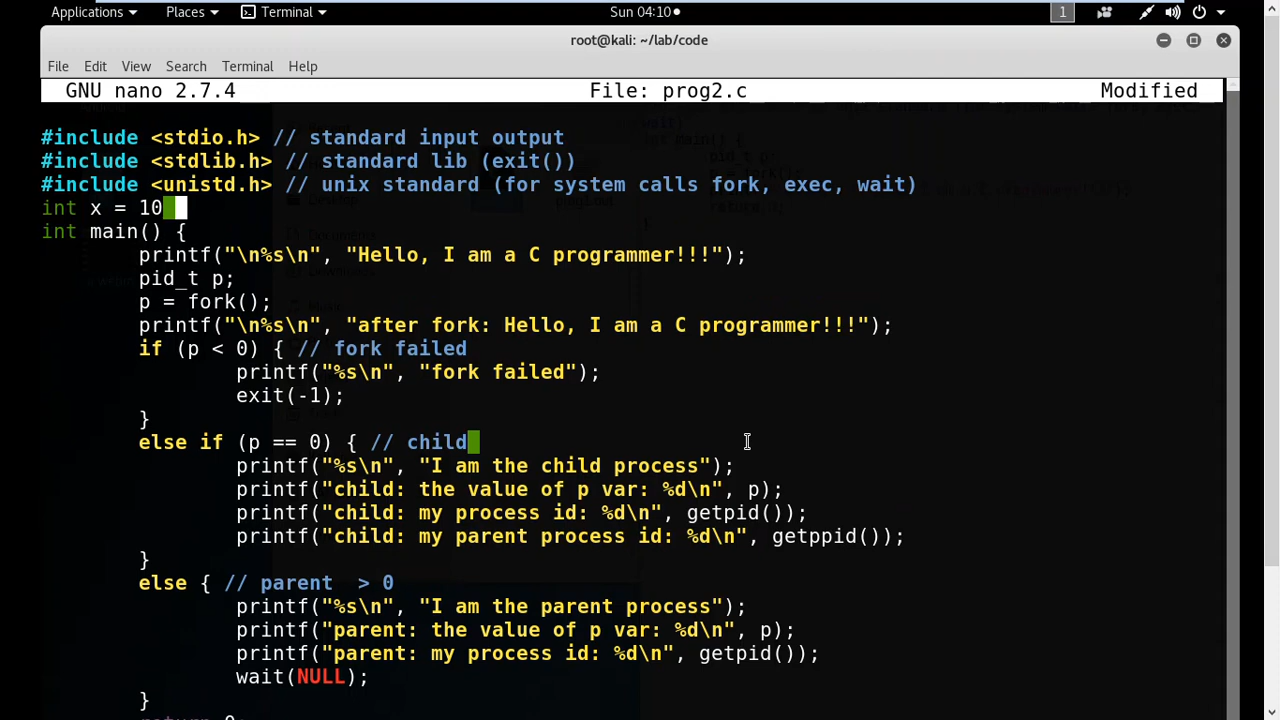 Applications Places Terminal Sun 04:10 1
root@kali: ~/lab/code
File Edit View Search Terminal Help
GNU nano 2.7.4 File: prog2.c Modified
#include <stdio.h> // standard input output
#include <stdlib.h> // standard lib (exit())
#include <unistd.h> // unix standard (for system calls fork, exec, wait)
int x = 10
int main() {
printf("\n%s\n", "Hello, I am a C programmer!!!");
pid_t p;
p = fork();
printf("\n%s\n", "after fork: Hello, I am a C programmer!!!");
if (p < 0) { // fork failed
printf("%s\n", "fork failed");
exit(-1);
}
else if (p == 0) { // child
printf("%s\n", "I am the child process");
printf("child: the value of p var: %d\n", p);
printf("child: my process id: %d\n", getpid());
printf("child: my parent process id: %d\n", getppid());
}
else { // parent  > 0
printf("%s\n", "I am the parent process");
printf("parent: the value of p var: %d\n", p);
printf("parent: my process id: %d\n", getpid());
wait(NULL);
}